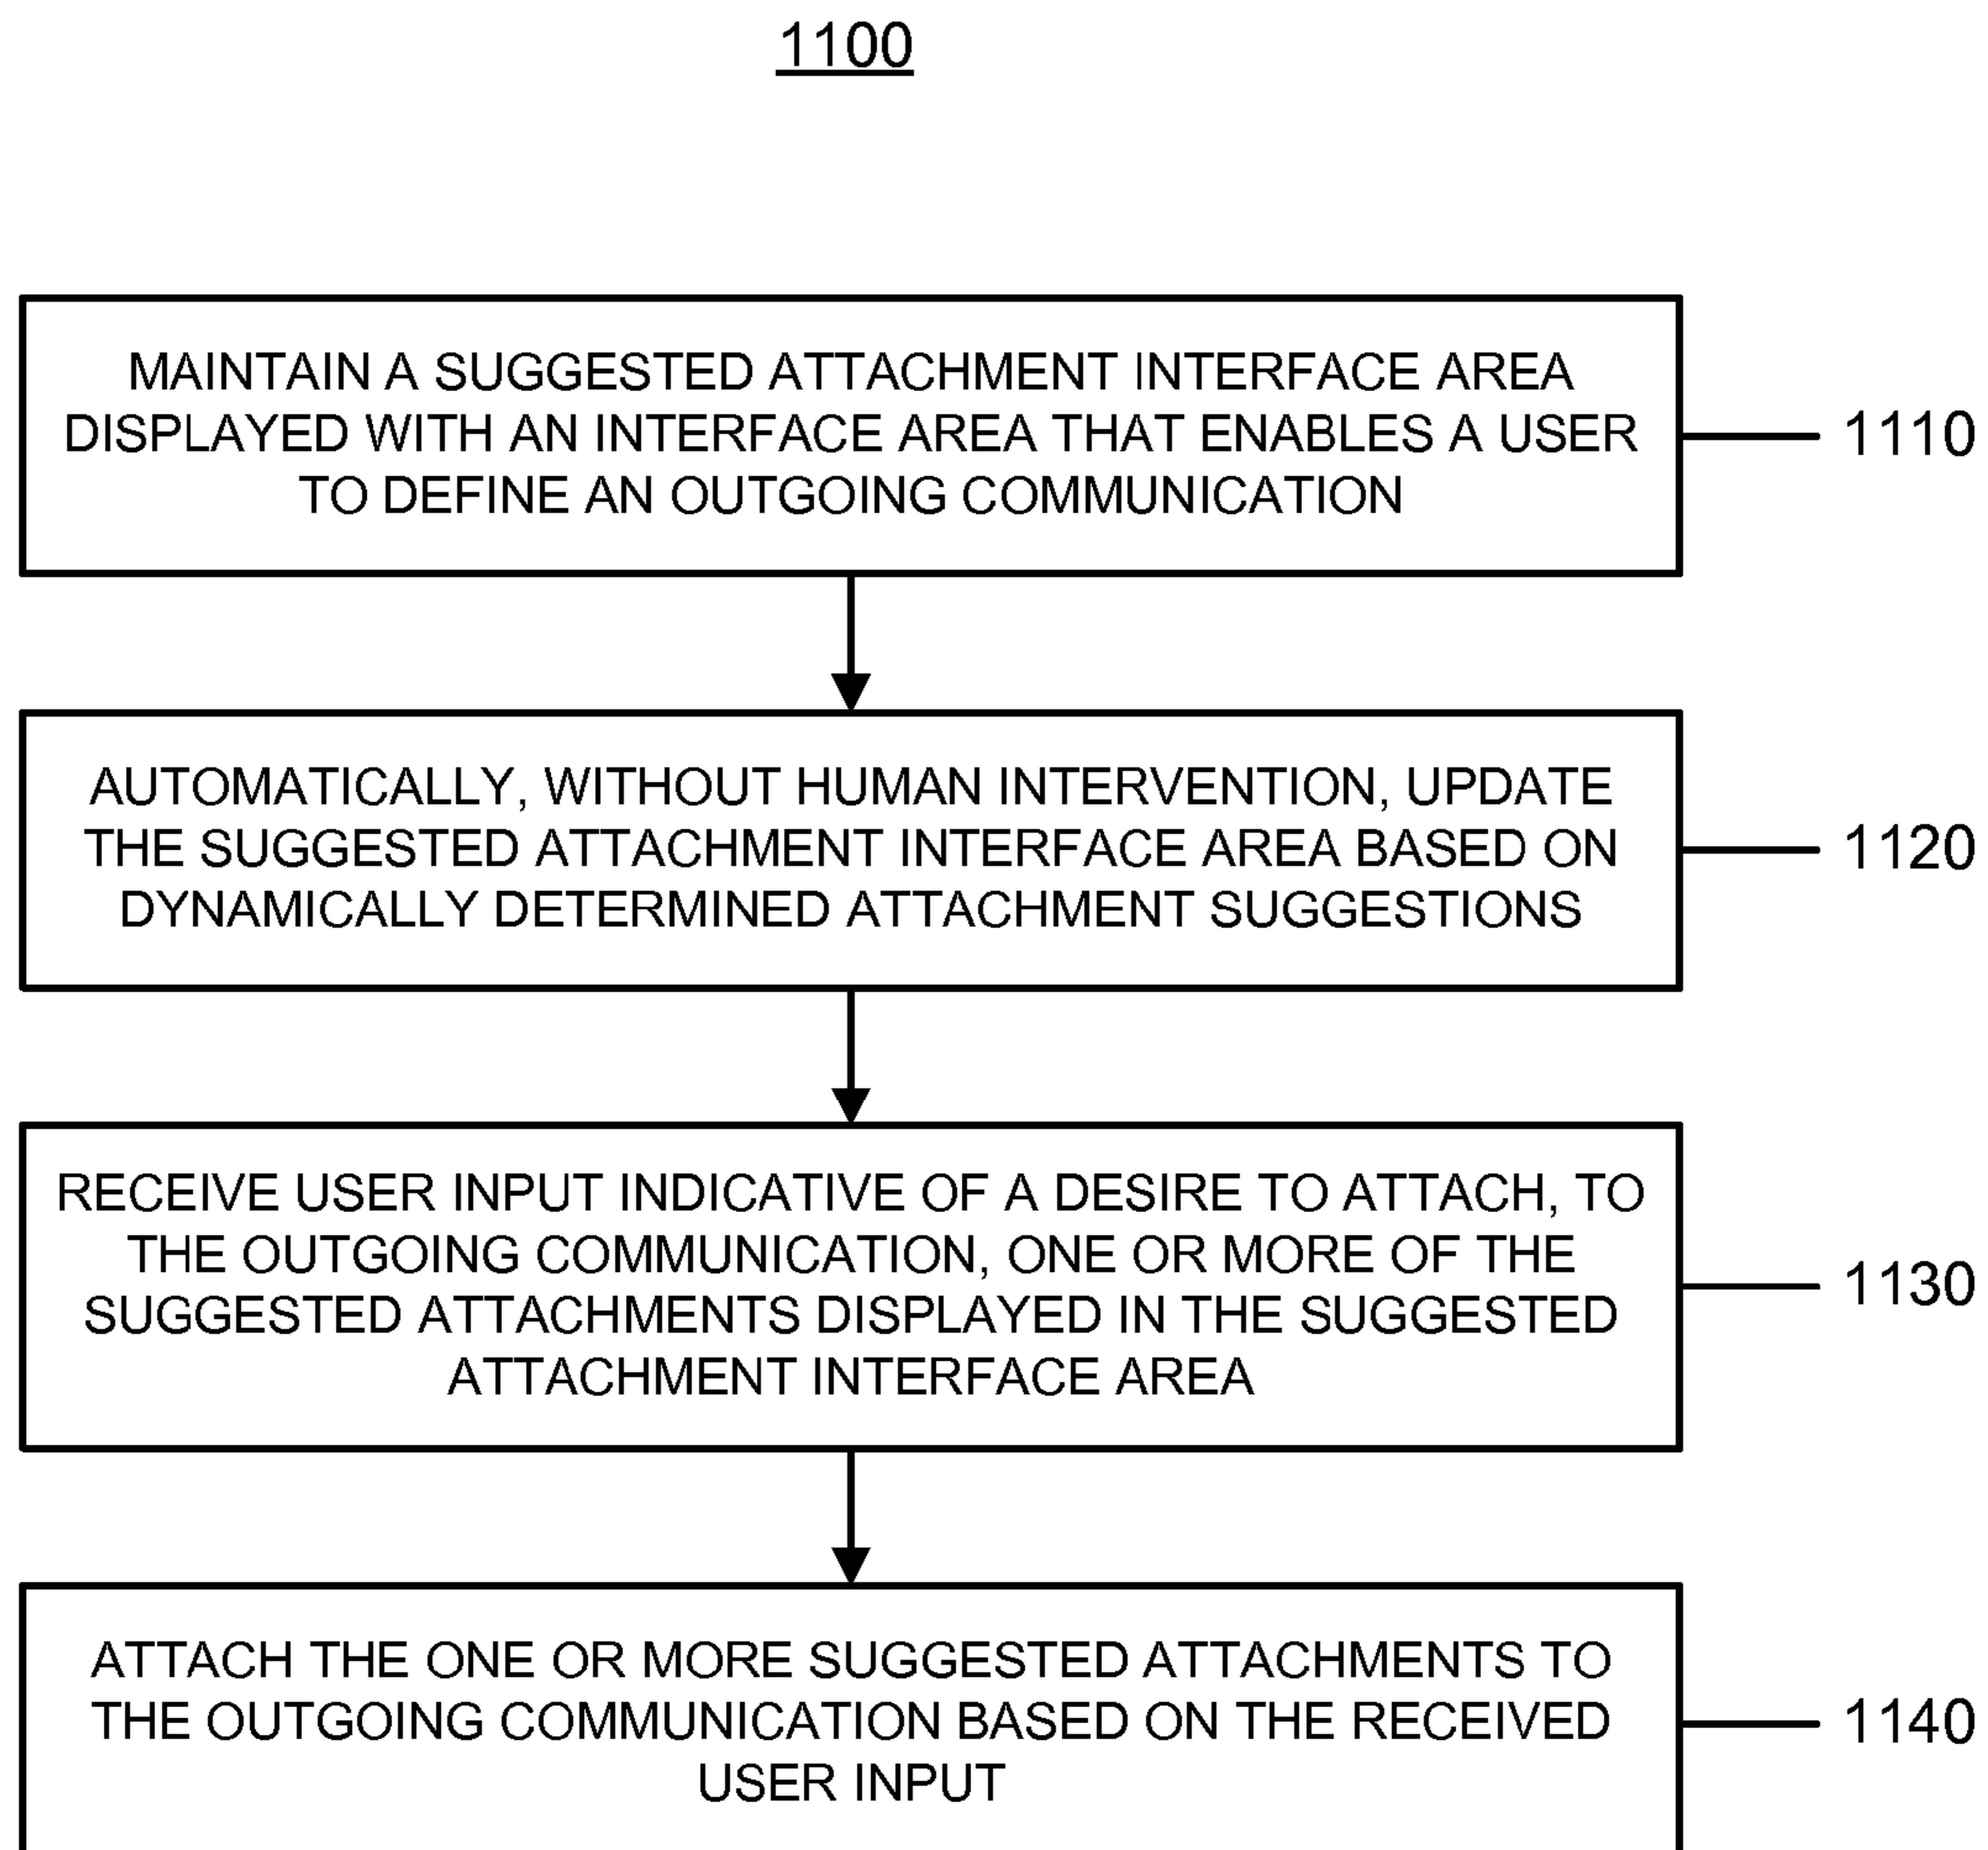 1100
MAINTAIN A SUGGESTED ATTACHMENT INTERFACE AREA
DISPLAYED WITH AN INTERFACE AREA THAT ENABLES A USER
TO DEFINE AN OUTGOING COMMUNICATION
1110
AUTOMATICALLY, WITHOUT HUMAN INTERVENTION, UPDATE
THE SUGGESTED ATTACHMENT INTERFACE AREA BASED ON
DYNAMICALLY DETERMINED ATTACHMENT SUGGESTIONS
1120
RECEIVE USER INPUT INDICATIVE OF A DESIRE TO ATTACH, TO
THE OUTGOING COMMUNICATION, ONE OR MORE OF THE
SUGGESTED ATTACHMENTS DISPLAYED IN THE SUGGESTED
ATTACHMENT INTERFACE AREA
1130
ATTACH THE ONE OR MORE SUGGESTED ATTACHMENTS TO
THE OUTGOING COMMUNICATION BASED ON THE RECEIVED
USER INPUT
1140